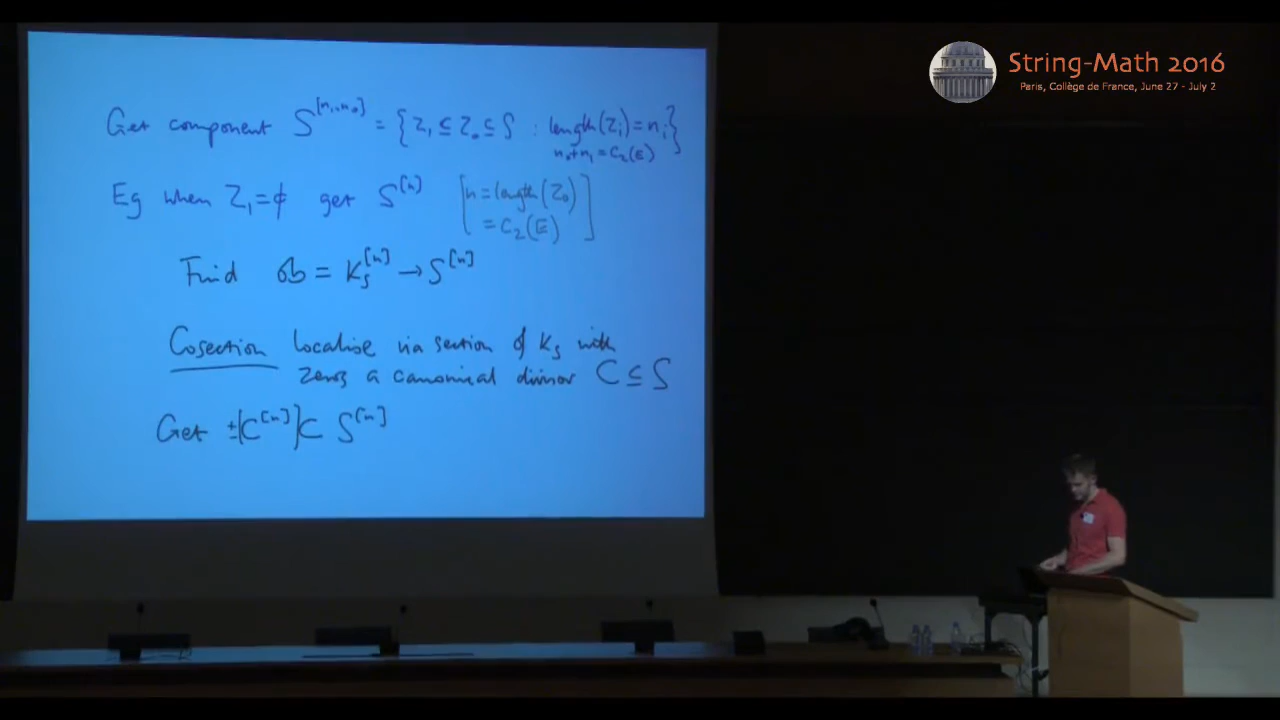 String-Math 2016
Paris, Collège de France, June 27 - July 2
Get component S^[n₁,n₀] = {Z₁ ⊆ Z₀ ⊆ S : length(Zᵢ) = nᵢ}
n₀+n₁ = c₂(E)
Eg when Z₁ = ϕ get S^[n] [n = length(Z₀)
= c₂(E)]
Find Ob = K_S^[n] → S^[n]
Cosection localise via section of K_S with
zeros a canonical divisor C ⊆ S
Get ±[C^[n]] ⊂ S^[n]